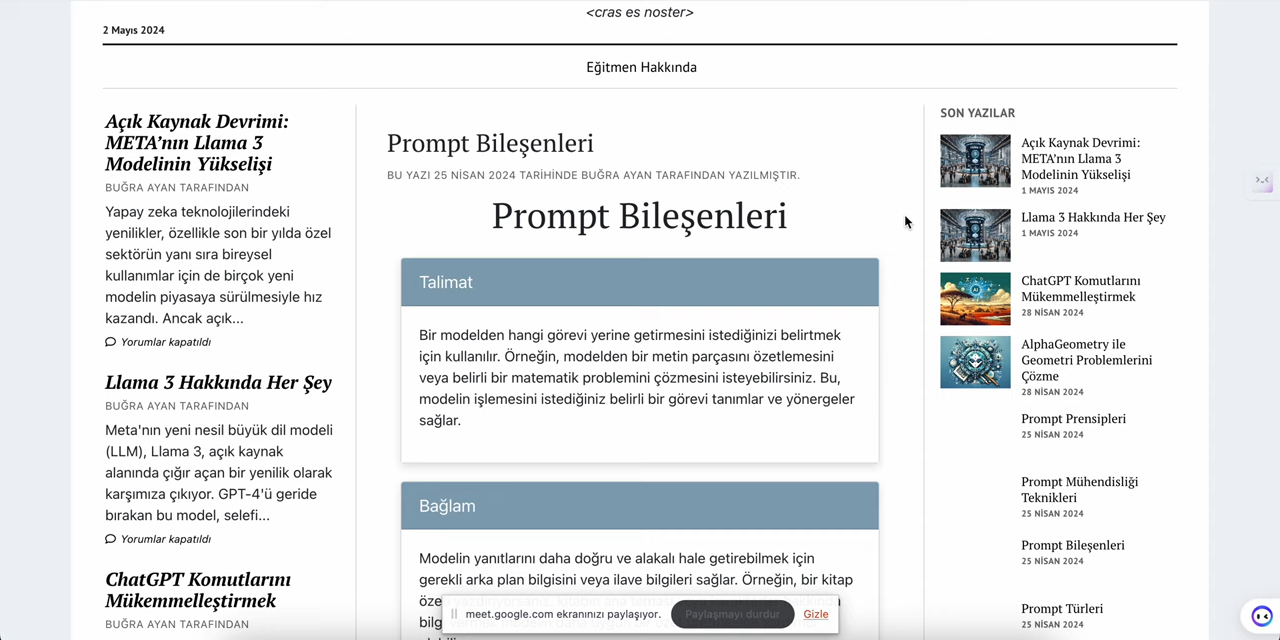 <cras es noster>
2 Mayıs 2024
Eğitmen Hakkında
Açık Kaynak Devrimi:
META’nın Llama 3
Modelinin Yükselişi
BUĞRA AYAN TARAFINDAN
Yapay zeka teknolojilerindeki
yenilikler, özellikle son bir yılda özel
sektörün yanı sıra bireysel
kullanımlar için de birçok yeni
modelin piyasaya sürülmesiyle hız
kazandı. Ancak açık...
Yorumlar kapatıldı
Llama 3 Hakkında Her Şey
BUĞRA AYAN TARAFINDAN
Meta'nın yeni nesil büyük dil modeli
(LLM), Llama 3, açık kaynak
alanında çığır açan bir yenilik olarak
karşımıza çıkıyor. GPT-4'ü geride
bırakan bu model, selefi...
Yorumlar kapatıldı
ChatGPT Komutlarını
Mükemmelleştirmek
BUĞRA AYAN TARAFINDAN
Prompt Bileşenleri
BU YAZI 25 NİSAN 2024 TARİHİNDE BUĞRA AYAN TARAFINDAN YAZILMIŞTIR.
Prompt Bileşenleri
Talimat
Bir modelden hangi görevi yerine getirmesini istediğinizi belirtmek
için kullanılır. Örneğin, modelden bir metin parçasını özetlemesini
veya belirli bir matematik problemini çözmesini isteyebilirsiniz. Bu,
modelin işlemesini istediğiniz belirli bir görevi tanımlar ve yönergeler
sağlar.
Bağlam
Modelin yanıtlarını daha doğru ve alakalı hale getirebilmek için
gerekli arka plan bilgisini veya ilave bilgileri sağlar. Örneğin, bir kitap
meet.google.com ekranınızı paylaşıyor.
Paylaşmayı durdur
Gizle
SON YAZILAR
Açık Kaynak Devrimi:
META’nın Llama 3
Modelinin Yükselişi
1 MAYIS 2024
Llama 3 Hakkında Her Şey
1 MAYIS 2024
ChatGPT Komutlarını
Mükemmelleştirmek
28 NİSAN 2024
AlphaGeometry ile
Geometri Problemlerini
Çözme
28 NİSAN 2024
Prompt Prensipleri
25 NİSAN 2024
Prompt Mühendisliği
Teknikleri
25 NİSAN 2024
Prompt Bileşenleri
25 NİSAN 2024
Prompt Türleri
25 NİSAN 2024